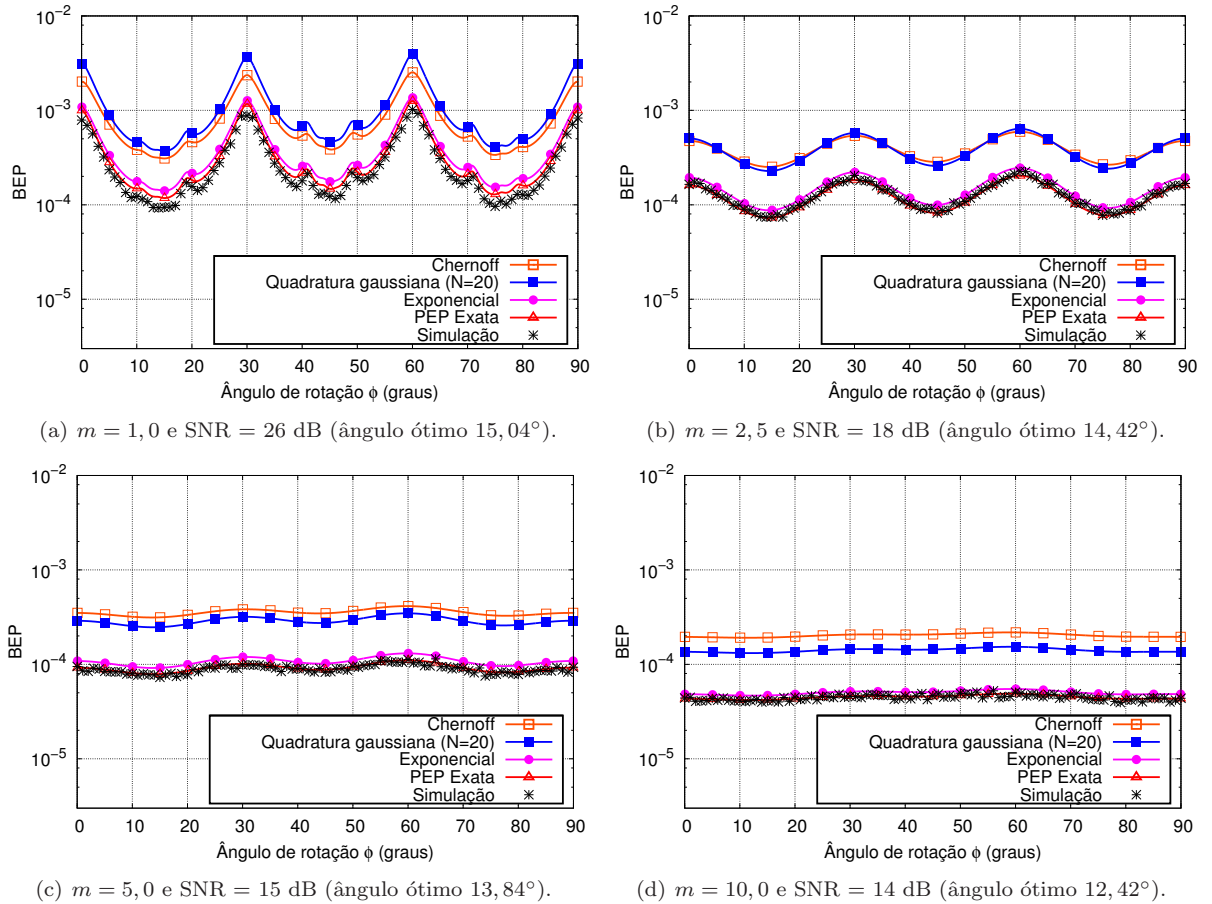 10⁻²
10⁻³
10⁻⁴
10⁻⁵
BEP
Chernoff
Quadratura gaussiana (N=20)
Exponencial
PEP Exata
Simulação
0 10 20 30 40 50 60 70 80 90
Ângulo de rotação ϕ (graus)
(a) m = 1, 0 e SNR = 26 dB (ângulo ótimo 15, 04°).
10⁻²
10⁻³
10⁻⁴
10⁻⁵
BEP
Chernoff
Quadratura gaussiana (N=20)
Exponencial
PEP Exata
Simulação
0 10 20 30 40 50 60 70 80 90
Ângulo de rotação ϕ (graus)
(b) m = 2, 5 e SNR = 18 dB (ângulo ótimo 14, 42°).
10⁻²
10⁻³
10⁻⁴
10⁻⁵
BEP
Chernoff
Quadratura gaussiana (N=20)
Exponencial
PEP Exata
Simulação
0 10 20 30 40 50 60 70 80 90
Ângulo de rotação ϕ (graus)
(c) m = 5, 0 e SNR = 15 dB (ângulo ótimo 13, 84°).
10⁻²
10⁻³
10⁻⁴
10⁻⁵
BEP
Chernoff
Quadratura gaussiana (N=20)
Exponencial
PEP Exata
Simulação
0 10 20 30 40 50 60 70 80 90
Ângulo de rotação ϕ (graus)
(d) m = 10, 0 e SNR = 14 dB (ângulo ótimo 12, 42°).